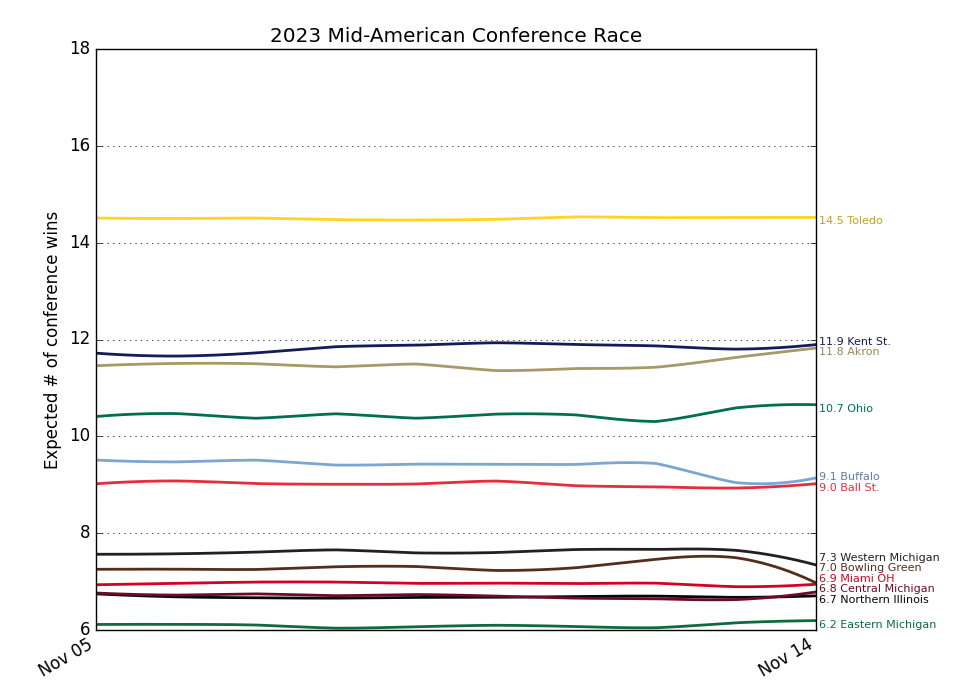 2023 Mid-American Conference Race
Expected # of conference wins
18
16
14
12
10
8
6
Nov 05
Nov 14
14.5 Toledo
11.9 Kent St.
11.8 Akron
10.7 Ohio
9.1 Buffalo
9.0 Ball St.
7.3 Western Michigan
7.0 Bowling Green
6.9 Miami OH
6.8 Central Michigan
6.7 Northern Illinois
6.2 Eastern Michigan